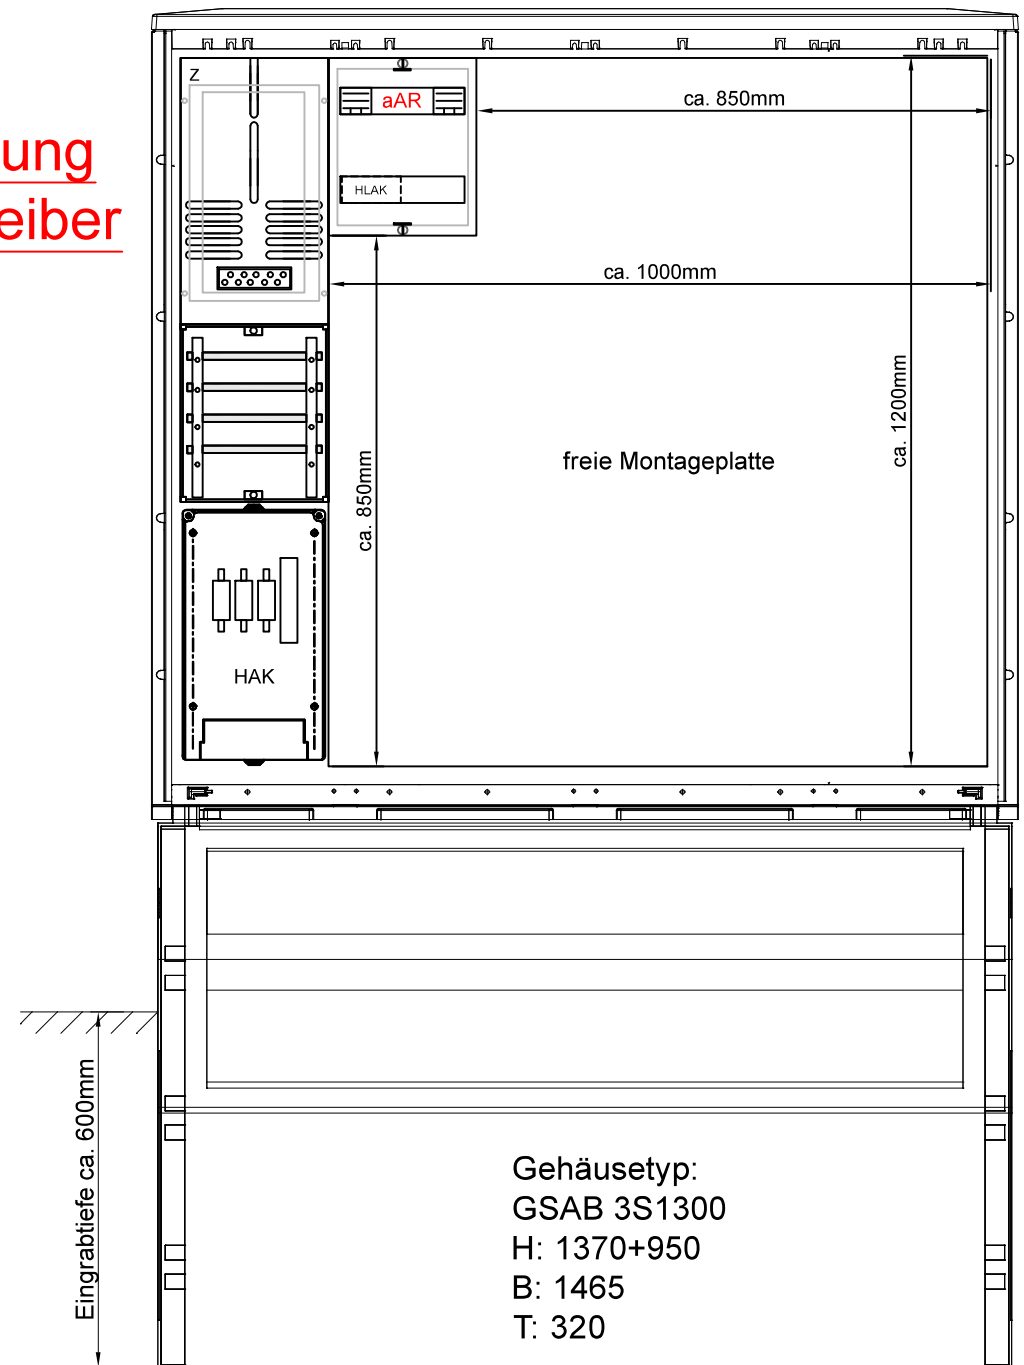 Z
aAR
ca. 850mm
ung
eiber
HLAK
ca. 1000mm
ca. 1200mm
freie Montageplatte
ca. 850mm
HAK
Eingrabtiefe ca. 600mm
Gehäusetyp:
GSAB 3S1300
H: 1370+950
B: 1465
T: 320